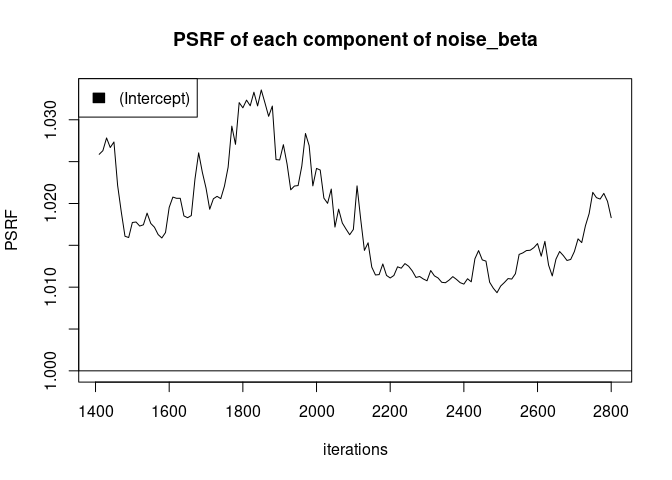 PSRF of each component of noise_beta
(Intercept)
PSRF
1.030
1.020
1.010
1.000
1400 1600 1800 2000 2200 2400 2600 2800
iterations